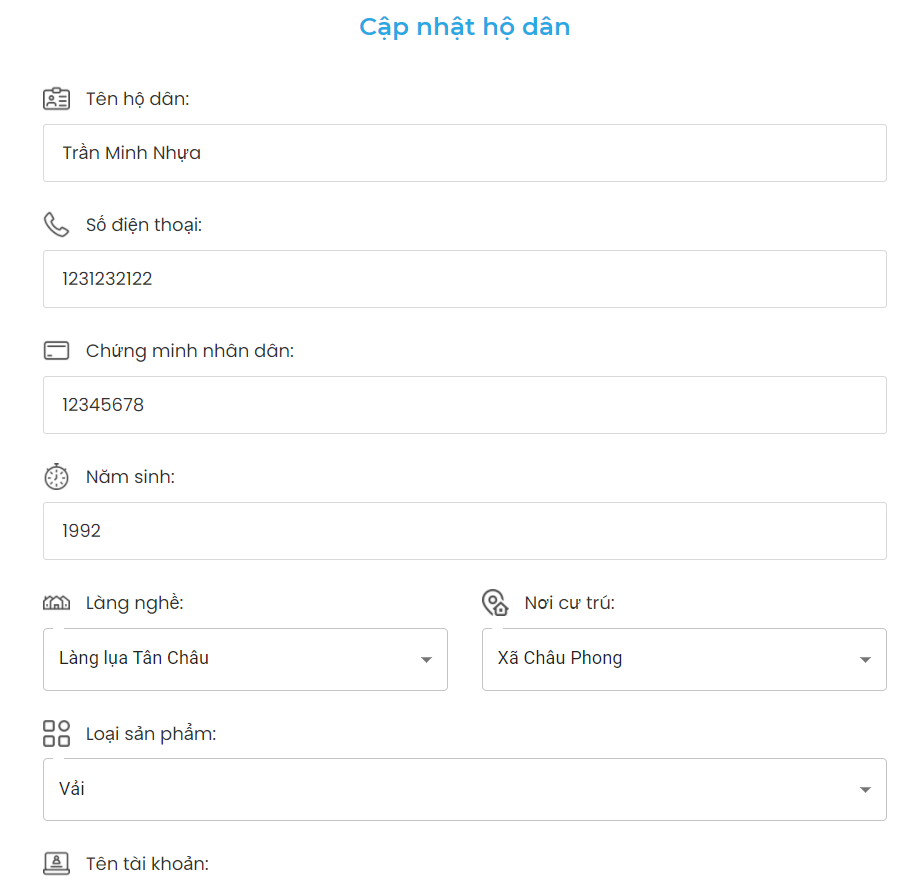 Cập nhật hộ dân
Tên hộ dân:
Trần Minh Nhựa
Số điện thoại:
1231232122
Chứng minh nhân dân:
12345678
Năm sinh:
1992
Làng nghề:
Nơi cư trú:
Làng lụa Tân Châu
Xã Châu Phong
Loại sản phẩm:
Vải
Tên tài khoản: